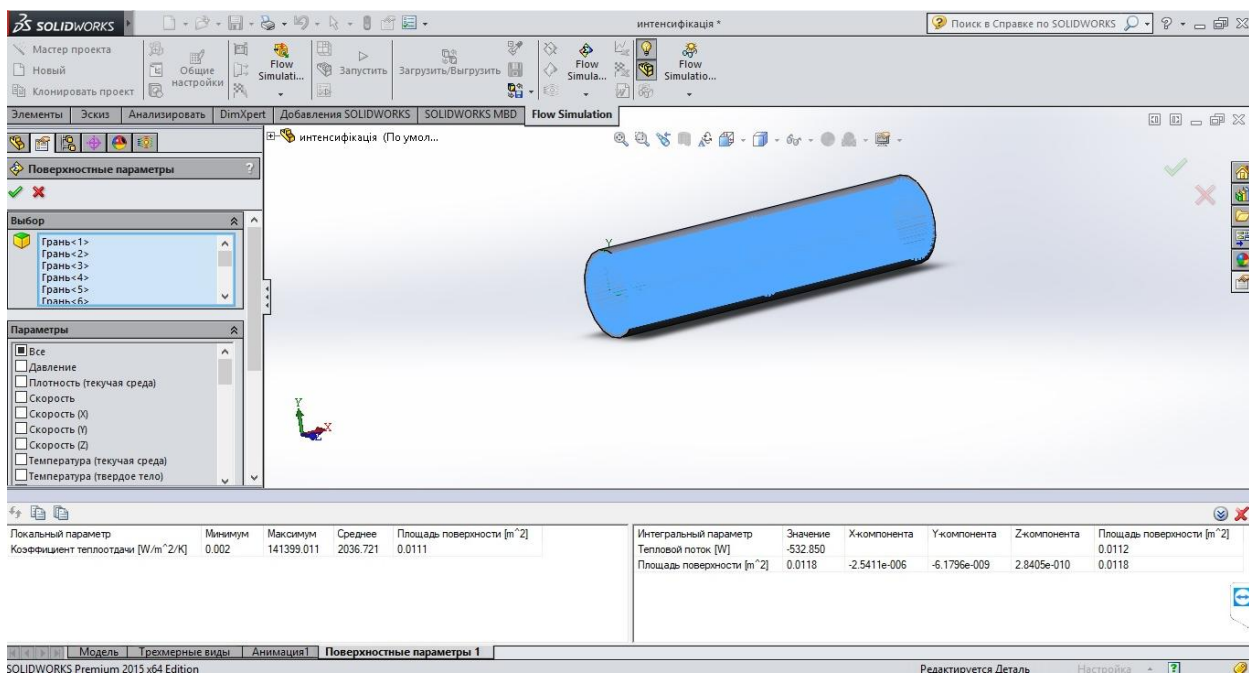 SOLIDWORKS
интенсифікація *
Поиск в Справке по SOLIDWORKS
Мастер проекта
Новый
Клонировать проект
Общие
настройки
Flow
Simulati...
Запустить
Загрузить/Выгрузить
Flow
Simula...
Flow
Simulatio...
Элементы
Эскиз
Анализировать
DimXpert
Добавления SOLIDWORKS
SOLIDWORKS MBD
Flow Simulation
интенсифікація (По умол...
Поверхностные параметры
?
Выбор
Грань<1>
Грань<2>
Грань<3>
Грань<4>
Грань<5>
Грань<6>
Параметры
Все
Давление
Плотность (текучая среда)
Скорость
Скорость (X)
Скорость (Y)
Скорость (Z)
Температура (текучая среда)
Температура (твердое тело)
Y
Y
X
Z
Локальный параметр Минимум Максимум Среднее Площадь поверхности [m^2]
Коэффициент теплоотдачи [W/m^2/K] 0.002 141399.011 2036.721 0.0111
Интегральный параметр Значение X-компонента Y-компонента Z-компонента Площадь поверхности [m^2]
Тепловой поток [W] -532.850 0.0112
Площадь поверхности [m^2] 0.0118 -2.5411e-006 -6.1796e-009 2.8405e-010 0.0118
Модель
Трехмерные виды
Анимация1
Поверхностные параметры 1
SOLIDWORKS Premium 2015 x64 Edition
Редактируется Деталь
Настройка
?